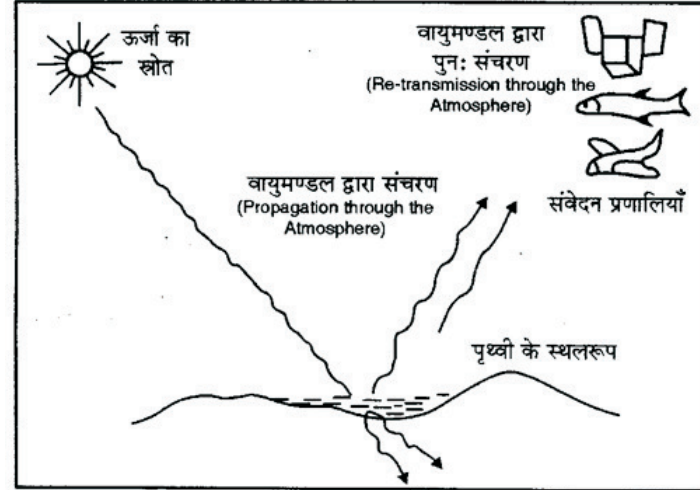 ऊर्जा का
स्रोत
वायुमण्डल द्वारा
पुनः संचरण
(Re-transmission through the
Atmosphere)
वायुमण्डल द्वारा संचरण
(Propagation through the
Atmosphere)
संवेदन प्रणालियाँ
पृथ्वी के स्थलरूप